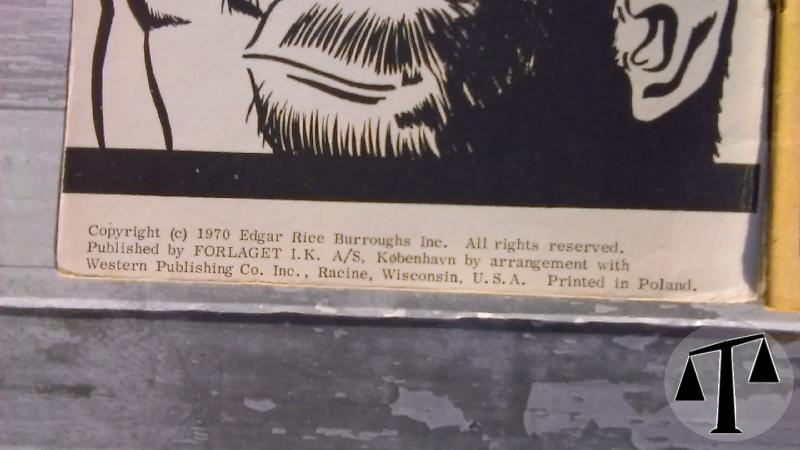 Copyright (c) 1970 Edgar Rice Burroughs Inc. All rights reserved.
Published by FORLAGET I.K. A/S, København by arrangement with
Western Publishing Co. Inc., Racine, Wisconsin, U.S.A. Printed in Poland.